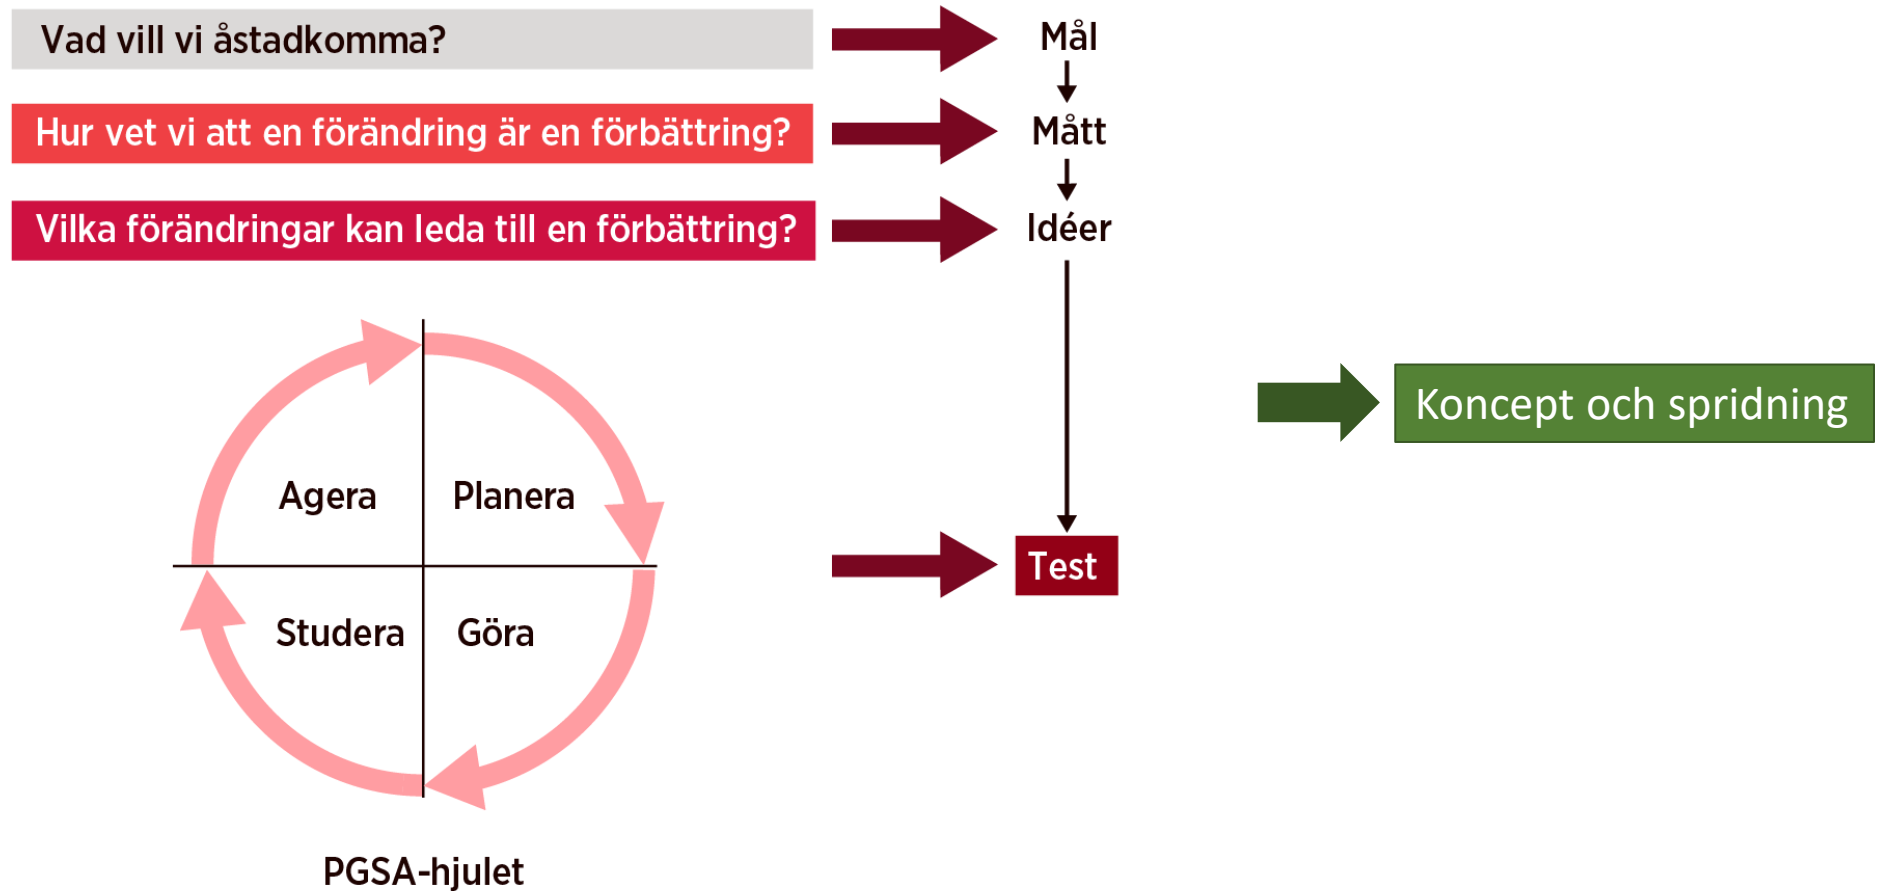 Vad vill vi åstadkomma?
Mål
Hur vet vi att en förändring är en förbättring?
Mått
Vilka förändringar kan leda till en förbättring?
Idéer
Koncept och spridning
Agera
Planera
Test
Studera
Göra
PGSA-hjulet